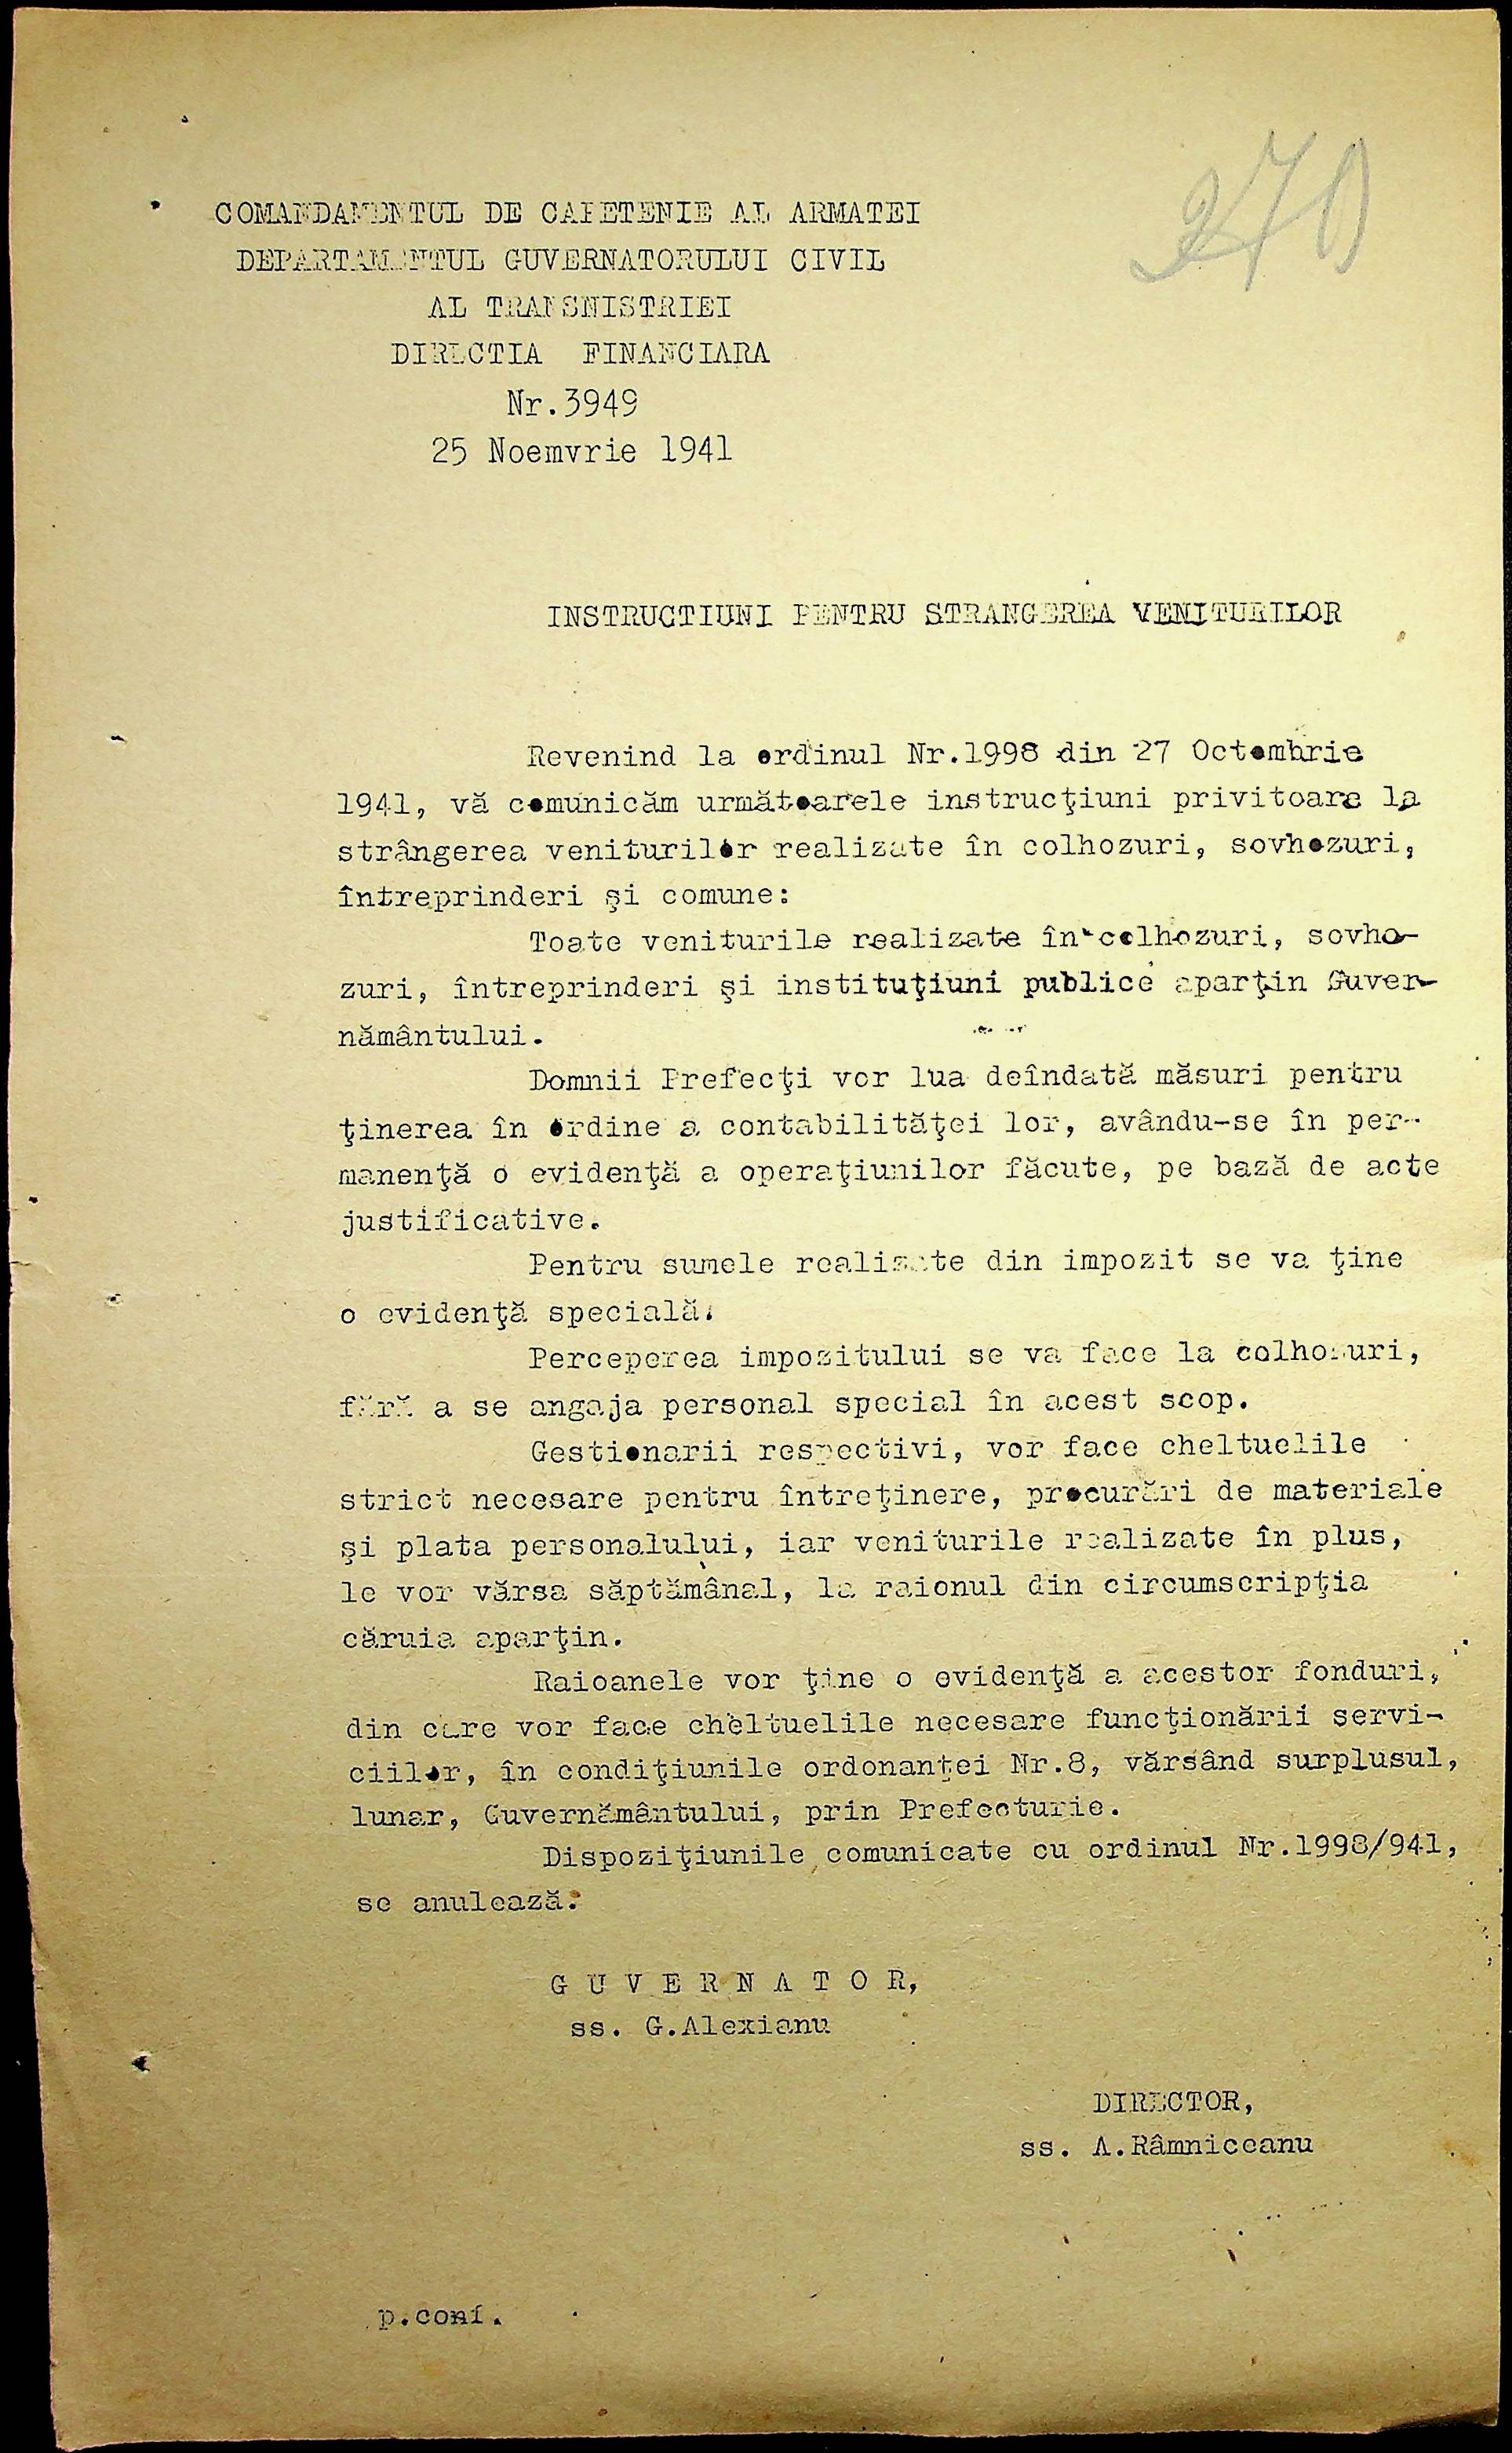 270
COMANDAMENTUL DE CAPETENIE AL ARMATEI
DEPARTAMENTUL GUVERNATORULUI CIVIL
AL TRANSNISTRIEI
DIRECTIA FINANCIARA
Nr.3949
25 Noemvrie 1941
INSTRUCTIUNI PENTRU STRANGEREA VENITURILOR
Revenind la ordinul Nr.1998 din 27 Octombrie
1941, vă comunicăm următoarele instrucţiuni privitoare la
strângerea veniturilor realizate în colhozuri, sovhozuri,
întreprinderi şi comune:
Toate veniturile realizate în colhozuri, sovho-
zuri, întreprinderi şi instituţiuni publice aparţin Guver-
nământului.
Domnii Prefecţi vor lua deîndată măsuri pentru
ţinerea în ordine a contabilităţei lor, avându-se în per-
manenţă o evidenţă a operaţiunilor făcute, pe bază de acte
justificative.
Pentru sumele realizate din impozit se va ţine
o evidenţă specială.
Perceperea impozitului se va face la colhozuri,
fără a se angaja personal special în acest scop.
Gestionarii respectivi, vor face cheltuelile
strict necesare pentru întreţinere, procurări de materiale
şi plata personalului, iar veniturile realizate în plus,
le vor vărsa săptămânal, la raionul din circumscripţia
căruia aparţin.
Raioanele vor ţine o evidenţă a acestor fonduri,
din care vor face cheltuelile necesare funcţionării servi-
ciilor, în condiţiunile ordonanţei Nr.8, vărsând surplusul,
lunar, Guvernământului, prin Prefecturie.
Dispoziţiunile comunicate cu ordinul Nr.1998/941,
se anulează.
G U V E R N A T O R,
ss. G.Alexianu
DIRECTOR,
ss. A.Râmniceanu
p.conf.